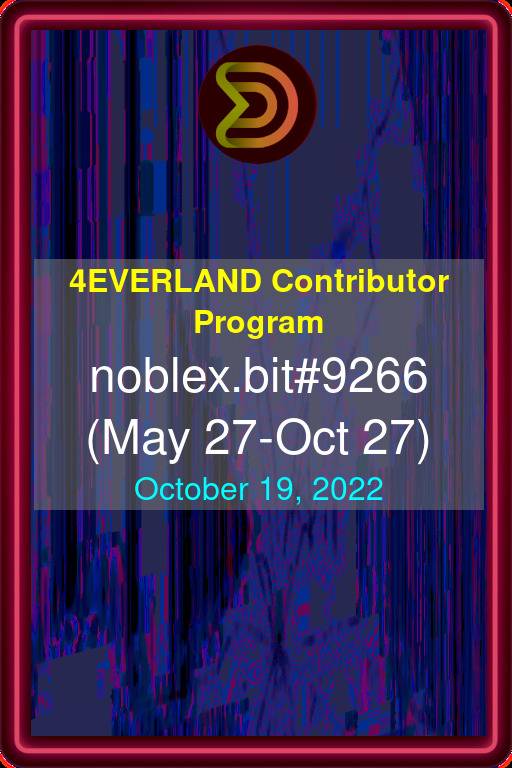 4EVERLAND Contributor
Program
noblex.bit#9266
(May 27-Oct 27)
October 19, 2022